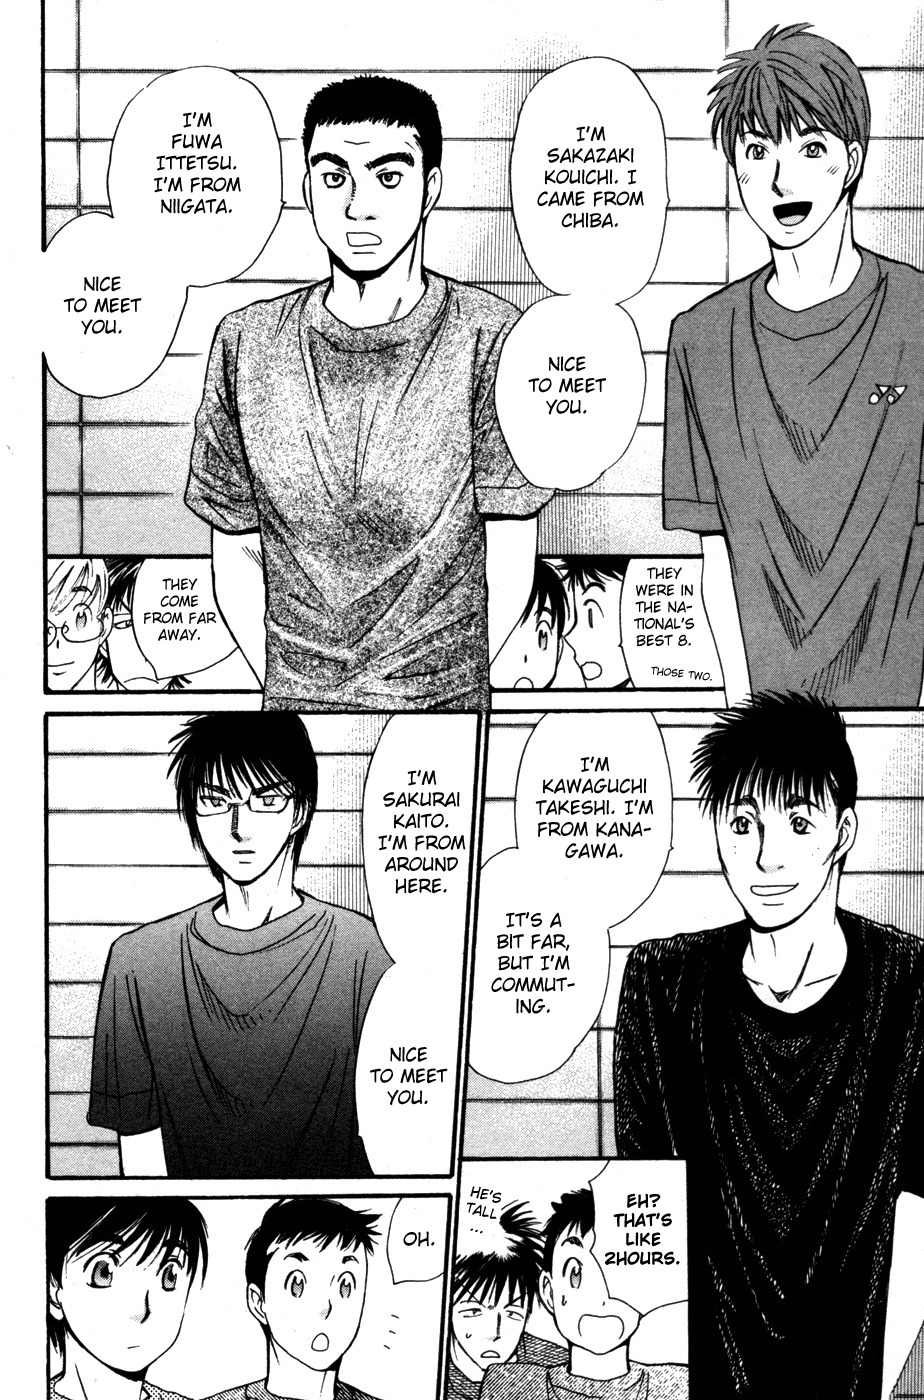 I'M
SAKAZAKI
KOUICHI. I
CAME FROM
CHIBA.
NICE
TO MEET
YOU.
I'M
FUWA
ITTETSU.
I'M FROM
NIIGATA.
NICE
TO MEET
YOU.
THEY
WERE IN
THE NA-
TIONAL'S
BEST 8.
THOSE TWO.
THEY
COME
FROM FAR
AWAY.
I'M
KAWAGUCHI
TAKESHI. I'M
FROM KANA-
GAWA.
IT'S A
BIT FAR,
BUT I'M
COMMUT-
ING.
EH?
THAT'S
LIKE
2HOURS.
HE'S
TALL
...
I'M
SAKURAI
KAITO.
I'M FROM
AROUND
HERE.
NICE
TO MEET
YOU.
OH.